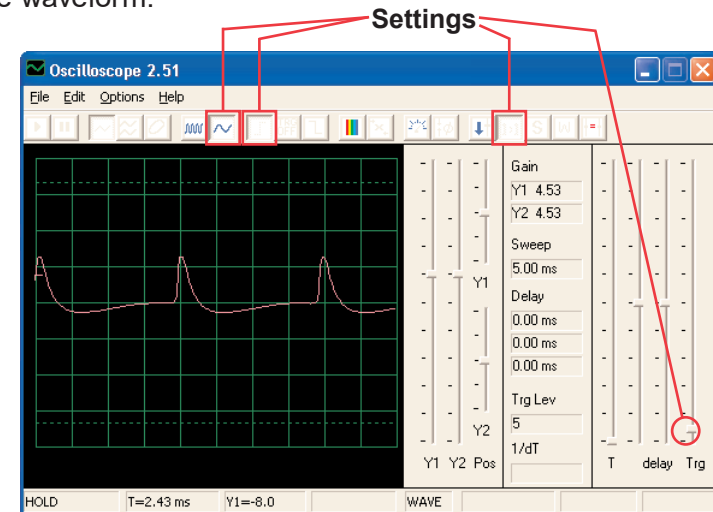 e waveform.
Settings
Oscilloscope 2.51
File Edit Options Help
Gain
Y1 4.53
Y2 4.53
Sweep
5.00 ms
Y1
Delay
0.00 ms
0.00 ms
0.00 ms
Trg Lev
5
Y2
1/dT
Y1 Y2 Pos
T delay Trg
HOLD T=2.43 ms Y1=-8.0 WAVE